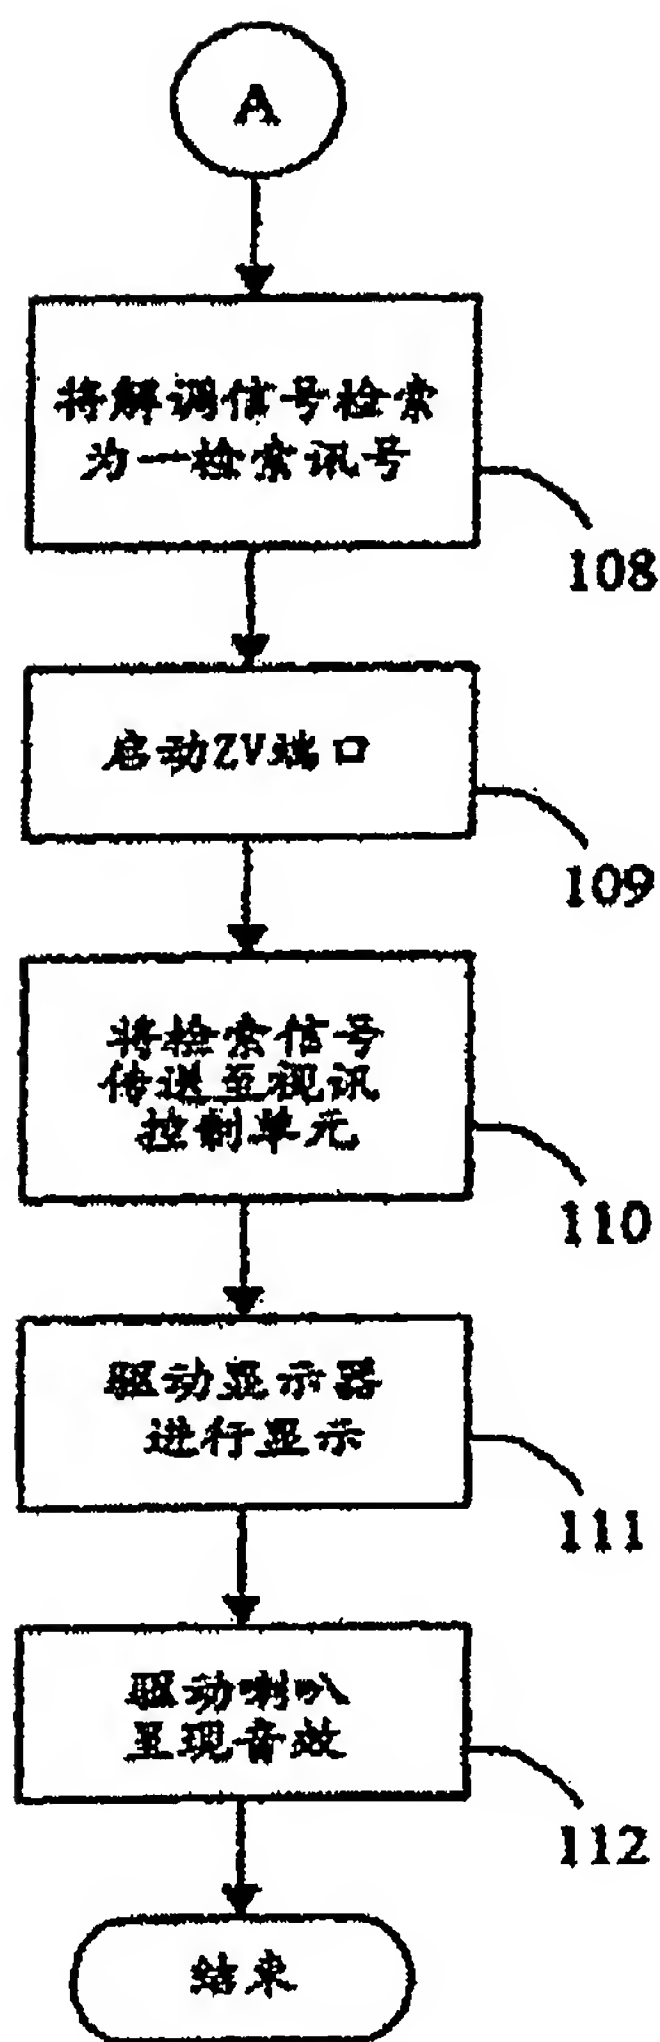 A
将解调信号检索
为一检索讯号
108
启动ZV端口
109
将检索信号
传送至视讯
控制单元
110
驱动显示器
进行显示
111
驱动喇叭
呈现音效
112
结束